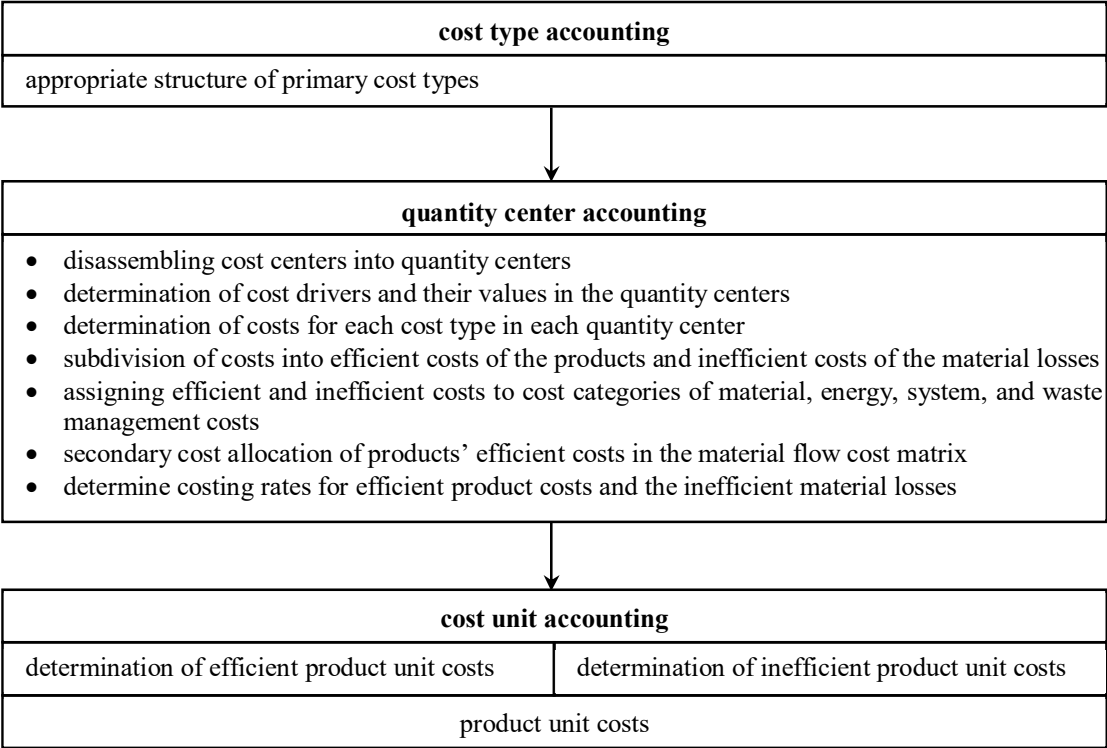 cost type accounting
appropriate structure of primary cost types
quantity center accounting
• disassembling cost centers into quantity centers
• determination of cost drivers and their values in the quantity centers
• determination of costs for each cost type in each quantity center
• subdivision of costs into efficient costs of the products and inefficient costs of the material losses
• assigning efficient and inefficient costs to cost categories of material, energy, system, and waste
management costs
• secondary cost allocation of products’ efficient costs in the material flow cost matrix
• determine costing rates for efficient product costs and the inefficient material losses
cost unit accounting
determination of efficient product unit costs
determination of inefficient product unit costs
product unit costs